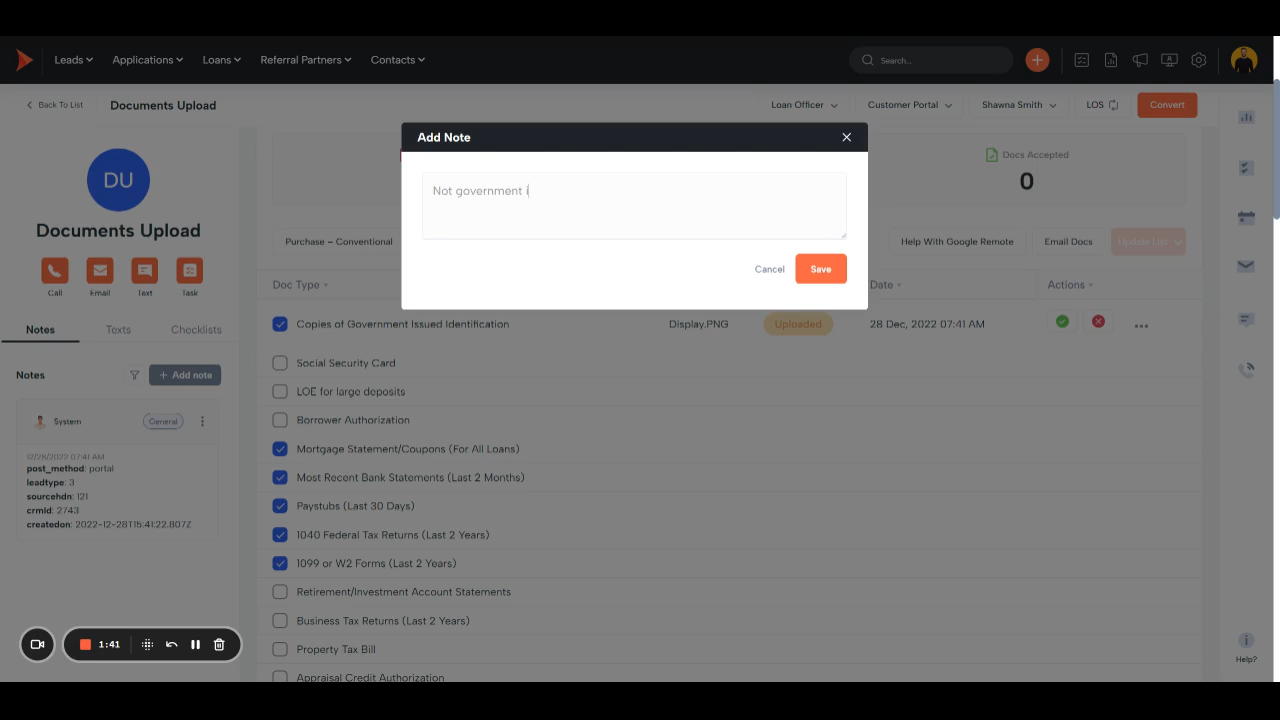 Leads Applications Loans Referral Partners Contacts Search...
Back To List Documents Upload Loan Officer Customer Portal Shawna Smith LOS Convert
Add Note
Not government i
Cancel Save
Docs Accepted
0
DU
Documents Upload
Call Email Text Task
Notes Texts Checklists
Notes + Add note
System General
12/28/2022 07:41 AM
post_method: portal
leadtype: 3
sourcehdn: 121
crmId: 2743
createdon: 2022-12-28T15:41:22.807Z
Purchase - Conventional Help With Google Remote Email Docs Update List
Doc Type Date Actions
Copies of Government Issued Identification Display.PNG Uploaded 28 Dec, 2022 07:41 AM
Social Security Card
LOE for large deposits
Borrower Authorization
Mortgage Statement/Coupons (For All Loans)
Most Recent Bank Statements (Last 2 Months)
Paystubs (Last 30 Days)
1040 Federal Tax Returns (Last 2 Years)
1099 or W2 Forms (Last 2 Years)
Retirement/Investment Account Statements
Business Tax Returns (Last 2 Years)
Property Tax Bill
Appraisal Credit Authorization
1:41
Help?